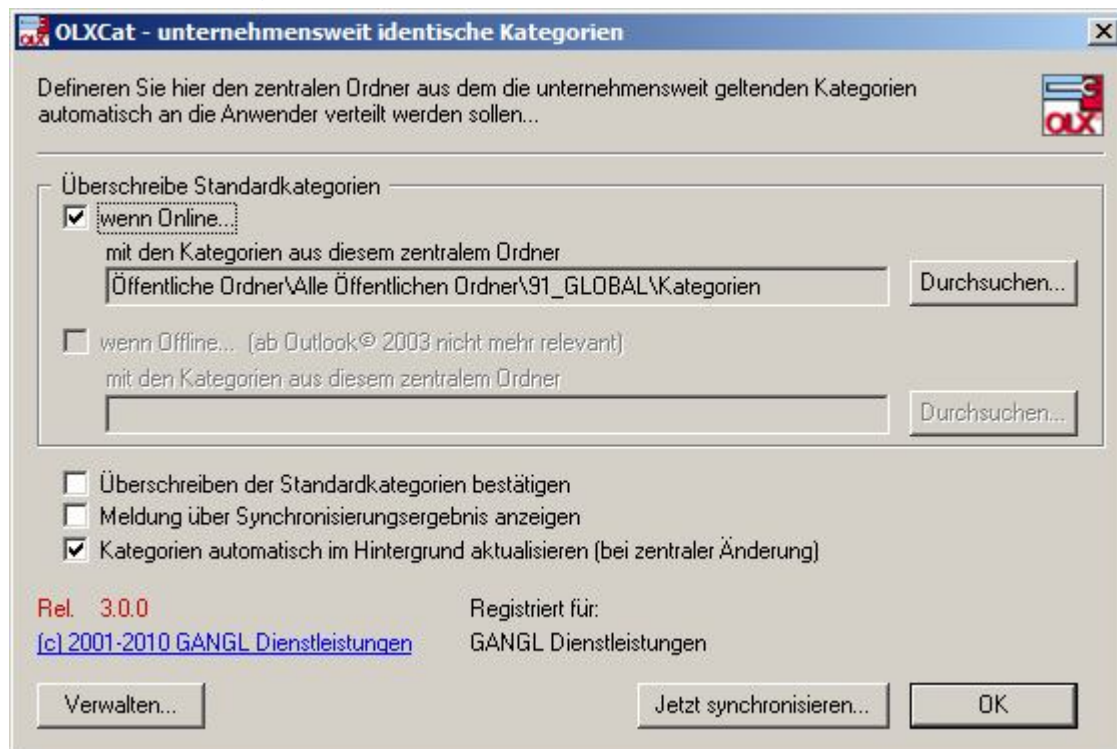 OLXCat - unternehmensweit identische Kategorien
Defineren Sie hier den zentralen Ordner aus dem die unternehmensweit geltenden Kategorien
automatisch an die Anwender verteilt werden sollen...
OLX
Überschreibe Standardkategorien
wenn Online...
mit den Kategorien aus diesem zentralem Ordner
Öffentliche Ordner\Alle Öffentlichen Ordner\91_GLOBAL\Kategorien
Durchsuchen...
wenn Offline... (ab Outlook© 2003 nicht mehr relevant)
mit den Kategorien aus diesem zentralem Ordner
Durchsuchen...
Überschreiben der Standardkategorien bestätigen
Meldung über Synchronisierungsergebnis anzeigen
Kategorien automatisch im Hintergrund aktualisieren (bei zentraler Änderung)
Rel. 3.0.0
Registriert für:
(c) 2001-2010 GANGL Dienstleistungen
GANGL Dienstleistungen
Verwalten...
Jetzt synchronisieren...
OK